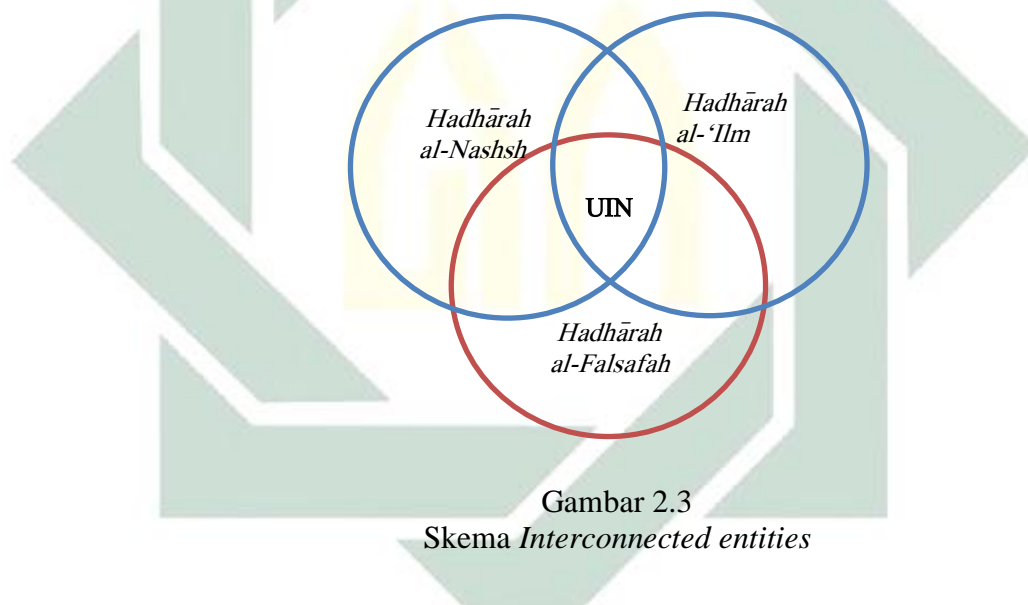 Hadhārah
al-Nashsh
Hadhārah
al-‘Ilm
UIN
Hadhārah
al-Falsafah
Gambar 2.3
Skema Interconnected entities